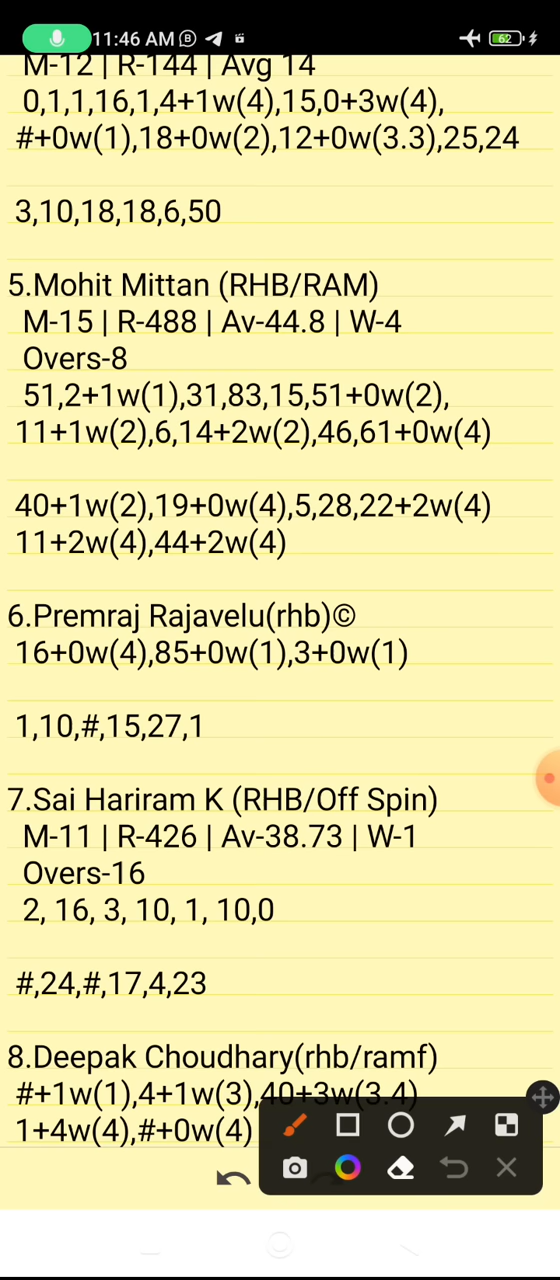 11:46 AM
62
M-12 | R-144 | Avg 14
0,1,1,16,1,4+1w(4),15,0+3w(4),
#+0w(1),18+0w(2),12+0w(3.3),25,24
3,10,18,18,6,50
5.Mohit Mittan (RHB/RAM)
M-15 | R-488 | Av-44.8 | W-4
Overs-8
51,2+1w(1),31,83,15,51+0w(2),
11+1w(2),6,14+2w(2),46,61+0w(4)
40+1w(2),19+0w(4),5,28,22+2w(4)
11+2w(4),44+2w(4)
6.Premraj Rajavelu(rhb)©
16+0w(4),85+0w(1),3+0w(1)
1,10,#,15,27,1
7.Sai Hariram K (RHB/Off Spin)
M-11 | R-426 | Av-38.73 | W-1
Overs-16
2, 16, 3, 10, 1, 10,0
#,24,#,17,4,23
8.Deepak Choudhary(rhb/ramf)
#+1w(1),4+1w(3),40+3w(3.4)
1+4w(4),#+0w(4)